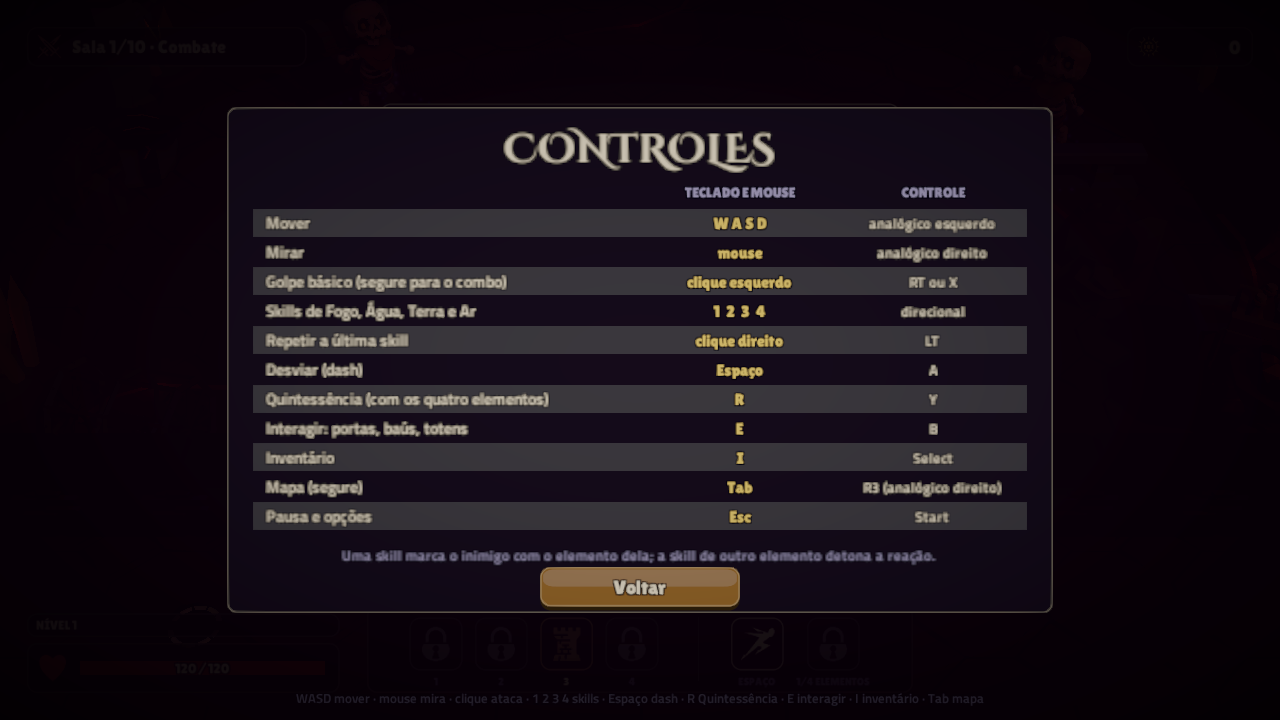 Sala 1/10 · Combate
0
CONTROLES
TECLADO E MOUSE CONTROLE
Mover W A S D analógico esquerdo
Mirar mouse analógico direito
Golpe básico (segure para o combo) clique esquerdo RT ou X
Skills de Fogo, Água, Terra e Ar 1 2 3 4 direcional
Repetir a última skill clique direito LT
Desviar (dash) Espaço A
Quintessência (com os quatro elementos) R Y
Interagir: portas, baús, totens E B
Inventário I Select
Mapa (segure) Tab R3 (analógico direito)
Pausa e opções Esc Start
Uma skill marca o inimigo com o elemento dela; a skill de outro elemento detona a reação.
Voltar
NÍVEL 1
120/120
1 2 3 4 ESPAÇO
WASD mover · mouse mira · clique ataca · 1 2 3 4 skills · Espaço dash · R Quintessência · E interagir · I inventário · Tab mapa